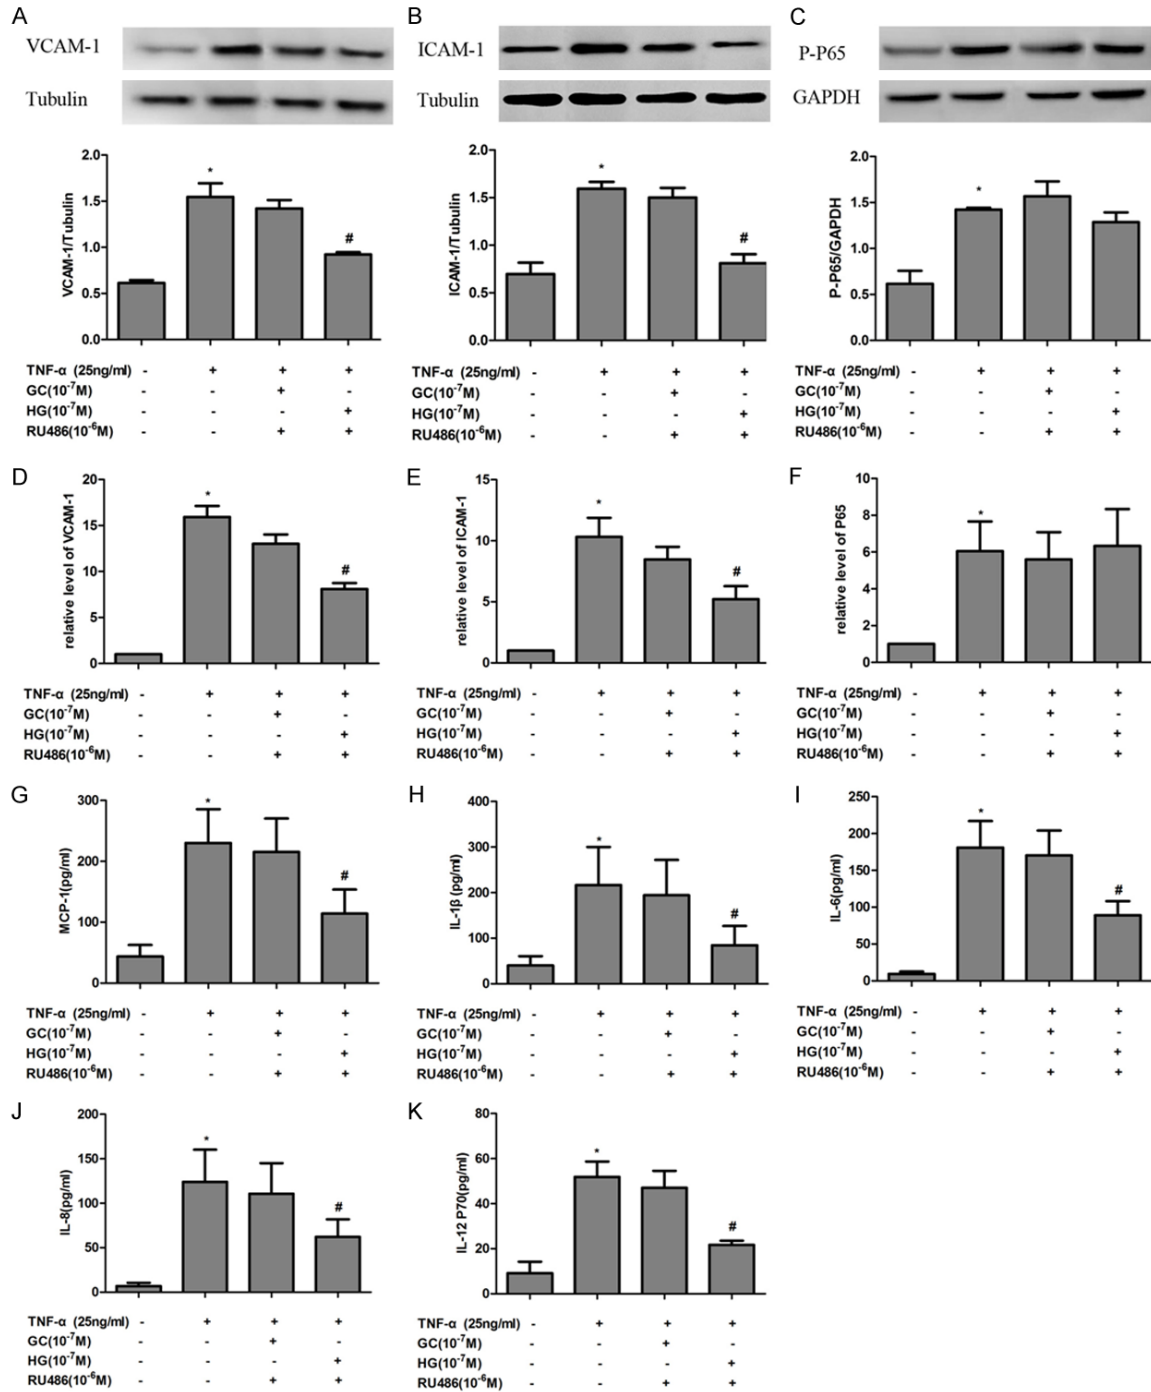 A
VCAM-1
Tubulin
2.0
1.5
1.0
0.5
0.0
VCAM-1/Tubulin
*
#
TNF-α (25ng/ml) - + + +
GC(10⁻⁷M) - - + -
HG(10⁻⁷M) - - - +
RU486(10⁻⁶M) - - + +
B
ICAM-1
Tubulin
2.0
1.5
1.0
0.5
0.0
ICAM-1/Tubulin
*
#
TNF-α (25ng/ml) - + + +
GC(10⁻⁷M) - - + -
HG(10⁻⁷M) - - - +
RU486(10⁻⁶M) - - + +
C
P-P65
GAPDH
2.0
1.5
1.0
0.5
0.0
P-P65/GAPDH
*
TNF-α (25ng/ml) - + + +
GC(10⁻⁷M) - - + -
HG(10⁻⁷M) - - - +
RU486(10⁻⁶M) - - + +
D
20
15
10
5
0
relative level of VCAM-1
*
#
TNF-α (25ng/ml) - + + +
GC(10⁻⁷M) - - + -
HG(10⁻⁷M) - - - +
RU486(10⁻⁶M) - - + +
E
15
10
5
0
relative level of ICAM-1
*
#
TNF-α (25ng/ml) - + + +
GC(10⁻⁷M) - - + -
HG(10⁻⁷M) - - - +
RU486(10⁻⁶M) - - + +
F
10
8
6
4
2
0
relative level of P65
*
TNF-α (25ng/ml) - + + +
GC(10⁻⁷M) - - + -
HG(10⁻⁷M) - - - +
RU486(10⁻⁶M) - - + +
G
300
200
100
0
MCP-1(pg/ml)
*
#
TNF-α (25ng/ml) - + + +
GC(10⁻⁷M) - - + -
HG(10⁻⁷M) - - - +
RU486(10⁻⁶M) - - + +
H
400
300
200
100
0
IL-1β (pg/ml)
*
#
TNF-α (25ng/ml) - + + +
GC(10⁻⁷M) - - + -
HG(10⁻⁷M) - - - +
RU486(10⁻⁶M) - - + +
I
250
200
150
100
50
0
IL-6(pg/ml)
*
#
TNF-α (25ng/ml) - + + +
GC(10⁻⁷M) - - + -
HG(10⁻⁷M) - - - +
RU486(10⁻⁶M) - - + +
J
200
150
100
50
0
IL-8(pg/ml)
*
#
TNF-α (25ng/ml) - + + +
GC(10⁻⁷M) - - + -
HG(10⁻⁷M) - - - +
RU486(10⁻⁶M) - - + +
K
80
60
40
20
0
IL-12 P70(pg/ml)
*
#
TNF-α (25ng/ml) - + + +
GC(10⁻⁷M) - - + -
HG(10⁻⁷M) - - - +
RU486(10⁻⁶M) - - + +